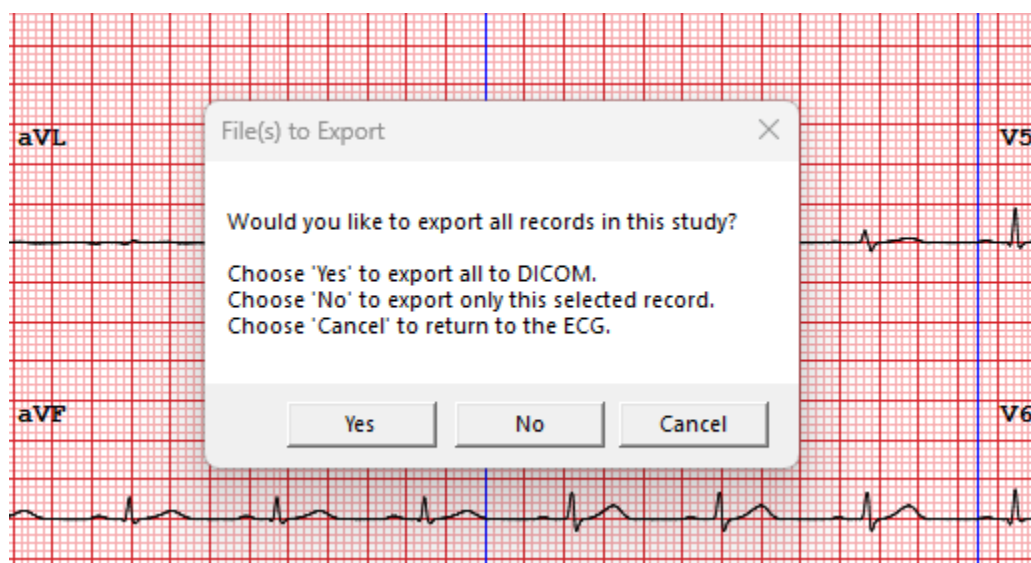 aVL
V5
File(s) to Export
Would you like to export all records in this study?
Choose 'Yes' to export all to DICOM.
Choose 'No' to export only this selected record.
Choose 'Cancel' to return to the ECG.
aVF
V6
Yes
No
Cancel